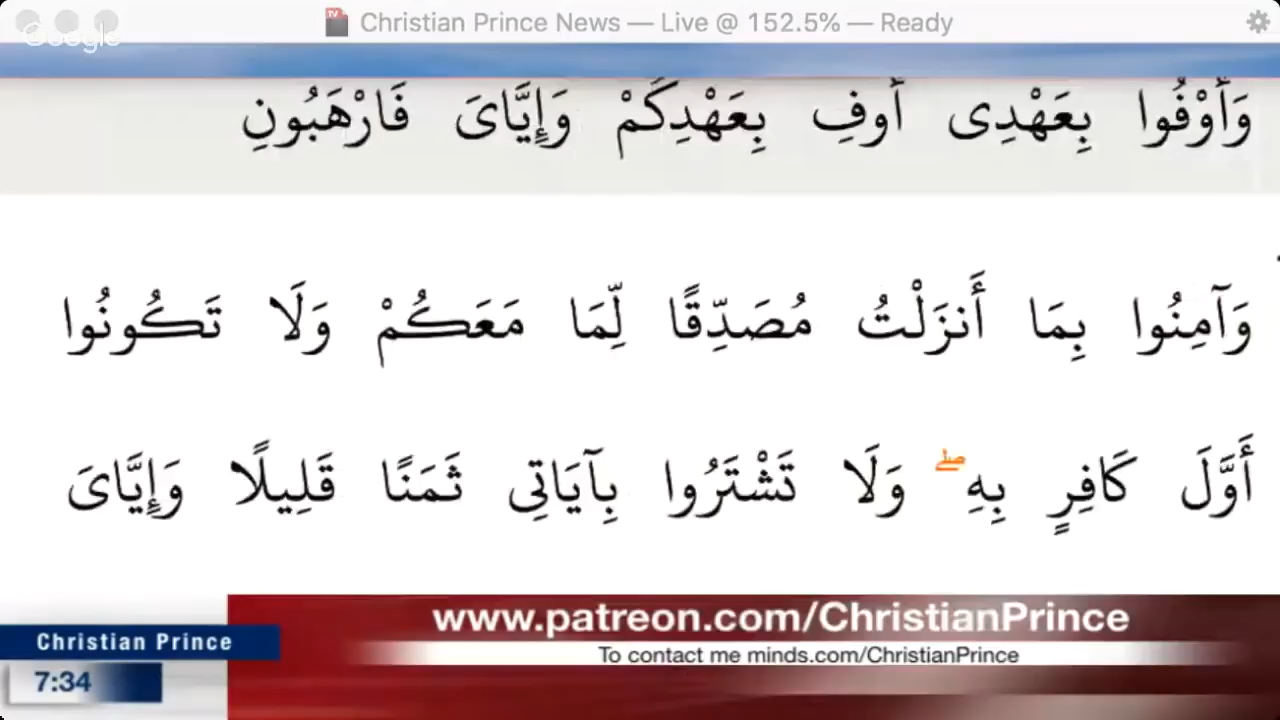 Christian Prince News — Live @ 152.5% — Ready
Google
وَأَوْفُوا بِعَهْدِى أُوفِ بِعَهْدِكُمْ وَإِيَّاىَ فَارْهَبُونِ
وَآمِنُوا بِمَا أَنزَلْتُ مُصَدِّقًا لِّمَا مَعَكُمْ وَلَا تَكُونُوا
أَوَّلَ كَافِرٍ بِهِ ۖ وَلَا تَشْتَرُوا بِآيَاتِى ثَمَنًا قَلِيلًا وَإِيَّاىَ
www.patreon.com/ChristianPrince
Christian Prince
To contact me minds.com/ChristianPrince
7:34